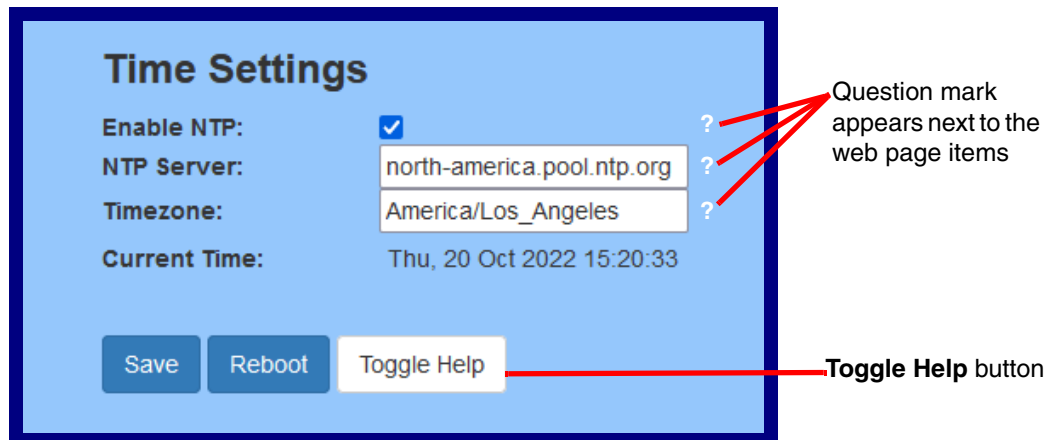 Time Settings
Enable NTP: ?
NTP Server: north-america.pool.ntp.org ?
Timezone: America/Los_Angeles ?
Current Time: Thu, 20 Oct 2022 15:20:33
Save Reboot Toggle Help
Question mark
appears next to the
web page items
Toggle Help button